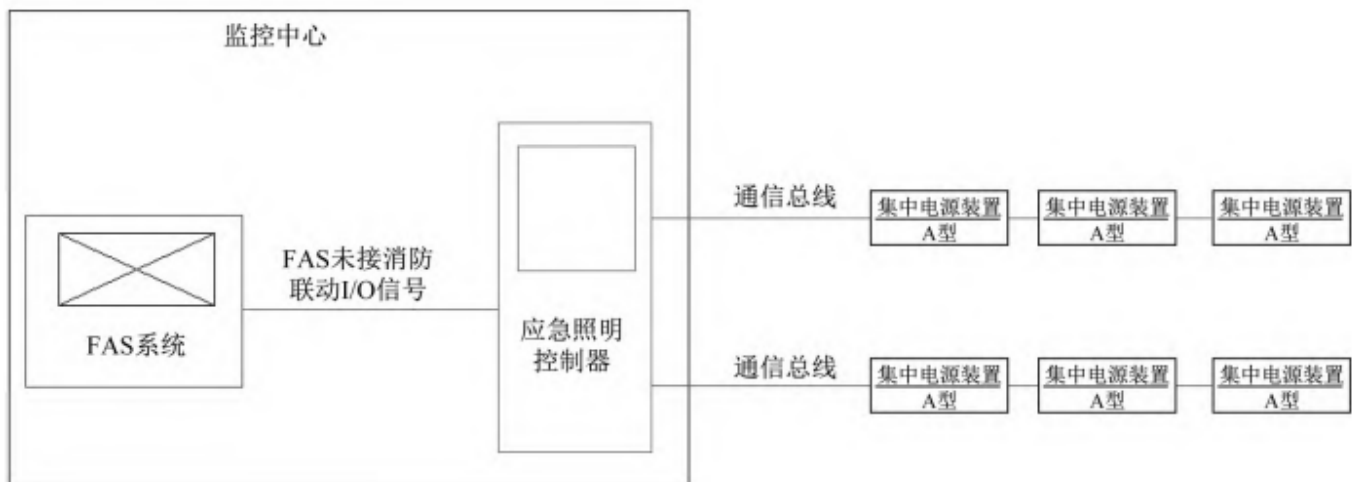 监控中心
FAS系统
FAS未接消防
联动I/O信号
应急照明
控制器
通信总线
集中电源装置
A型
集中电源装置
A型
集中电源装置
A型
通信总线
集中电源装置
A型
集中电源装置
A型
集中电源装置
A型